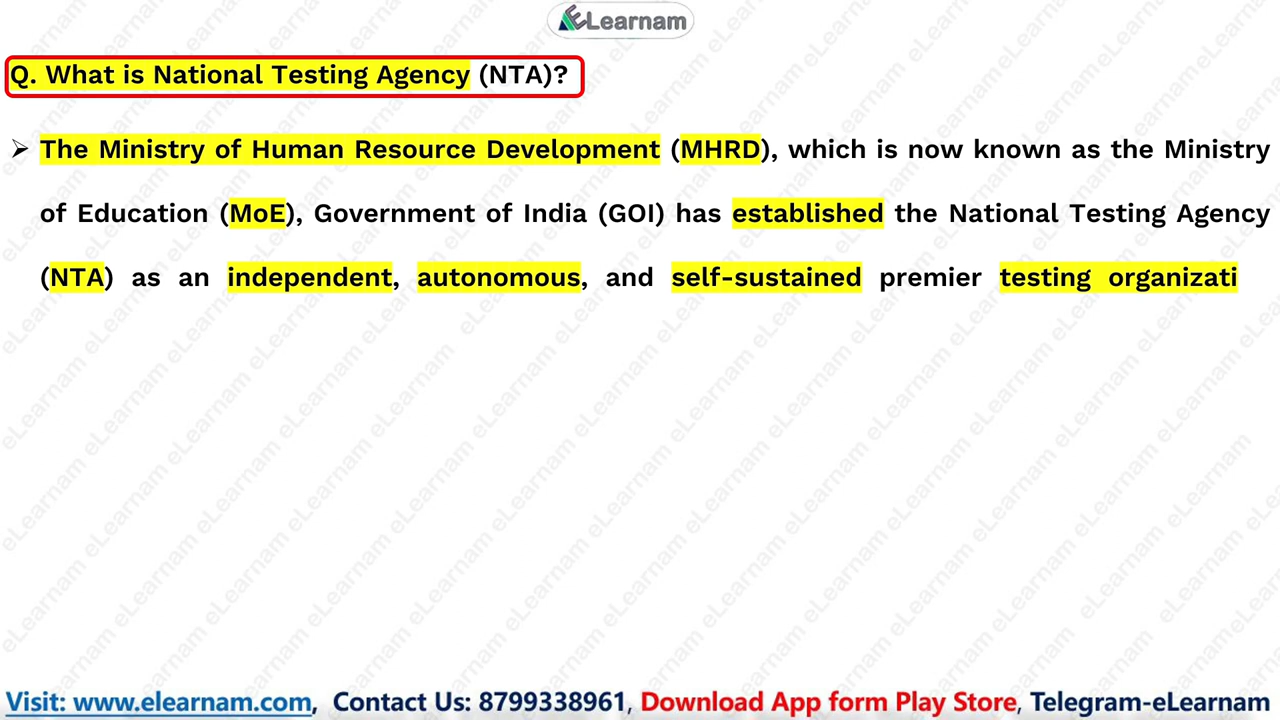 ELearnam
Q. What is National Testing Agency (NTA)?
➢ The Ministry of Human Resource Development (MHRD), which is now known as the Ministry
of Education (MoE), Government of India (GOI) has established the National Testing Agency
(NTA) as an independent, autonomous, and self-sustained premier testing organizati
Visit: www.elearnam.com, Contact Us: 8799338961, Download App form Play Store, Telegram-eLearnam